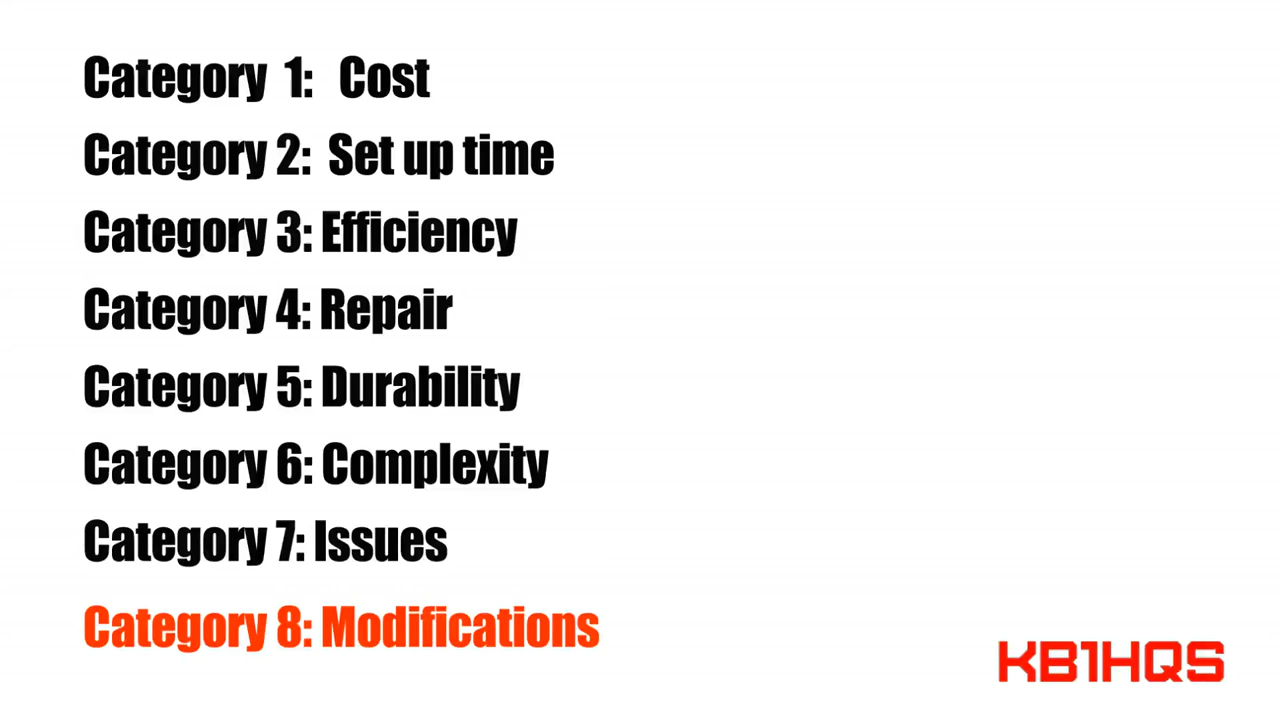 Category 1: Cost
Category 2: Set up time
Category 3: Efficiency
Category 4: Repair
Category 5: Durability
Category 6: Complexity
Category 7: Issues
Category 8: Modifications
KB1HQS